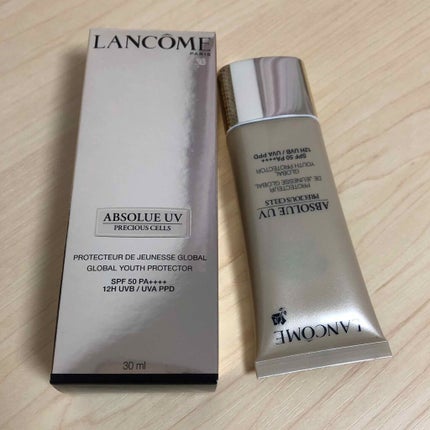 LANCÔME
PARIS
ABSOLUE UV
PRECIOUS CELLS
PROTECTEUR DE JEUNESSE GLOBAL
GLOBAL YOUTH PROTECTOR
SPF 50 PA++++
12H UVB / UVA PPD
30 ml
LANCÔME
ABSOLUE UV
PRECIOUS CELLS
PROTECTEUR
DE JEUNESSE GLOBAL
GLOBAL
YOUTH PROTECTOR
SPF 50 PA++++
12H UVB / UVA PPD